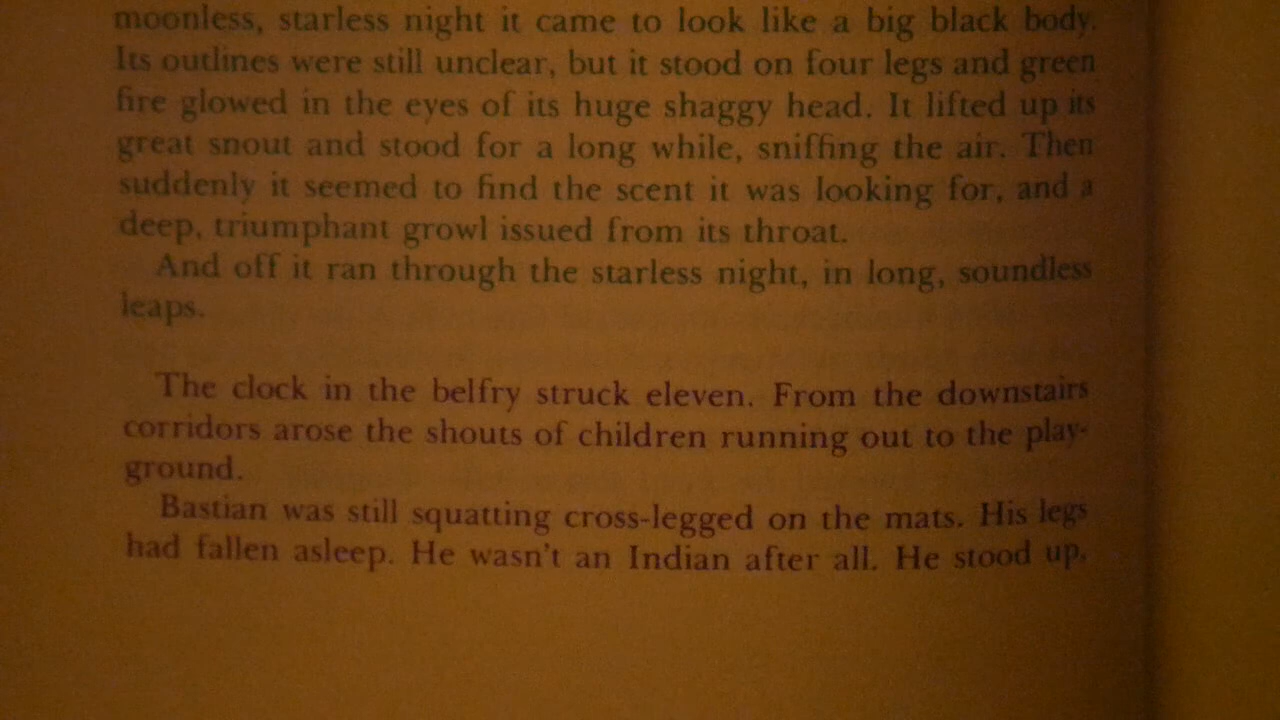 moonless, starless night it came to look like a big black body.
Its outlines were still unclear, but it stood on four legs and green
fire glowed in the eyes of its huge shaggy head. It lifted up its
great snout and stood for a long while, sniffing the air. Then
suddenly it seemed to find the scent it was looking for, and a
deep, triumphant growl issued from its throat.
And off it ran through the starless night, in long, soundless
leaps.
The clock in the belfry struck eleven. From the downstairs
corridors arose the shouts of children running out to the play-
ground.
Bastian was still squatting cross-legged on the mats. His legs
had fallen asleep. He wasn't an Indian after all. He stood up,